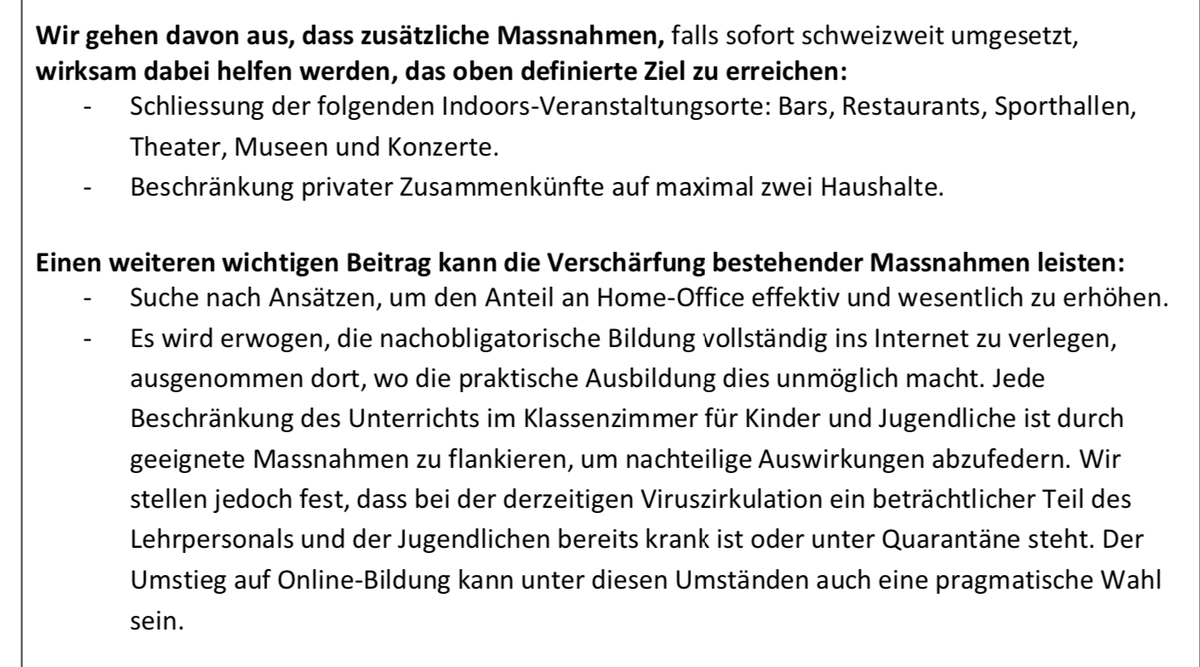 Wir gehen davon aus, dass zusätzliche Massnahmen, falls sofort schweizweit umgesetzt,
wirksam dabei helfen werden, das oben definierte Ziel zu erreichen:
- Schliessung der folgenden Indoors-Veranstaltungsorte: Bars, Restaurants, Sporthallen,
Theater, Museen und Konzerte.
- Beschränkung privater Zusammenkünfte auf maximal zwei Haushalte.
Einen weiteren wichtigen Beitrag kann die Verschärfung bestehender Massnahmen leisten:
- Suche nach Ansätzen, um den Anteil an Home-Office effektiv und wesentlich zu erhöhen.
- Es wird erwogen, die nachobligatorische Bildung vollständig ins Internet zu verlegen,
ausgenommen dort, wo die praktische Ausbildung dies unmöglich macht. Jede
Beschränkung des Unterrichts im Klassenzimmer für Kinder und Jugendliche ist durch
geeignete Massnahmen zu flankieren, um nachteilige Auswirkungen abzufedern. Wir
stellen jedoch fest, dass bei der derzeitigen Viruszirkulation ein beträchtlicher Teil des
Lehrpersonals und der Jugendlichen bereits krank ist oder unter Quarantäne steht. Der
Umstieg auf Online-Bildung kann unter diesen Umständen auch eine pragmatische Wahl
sein.